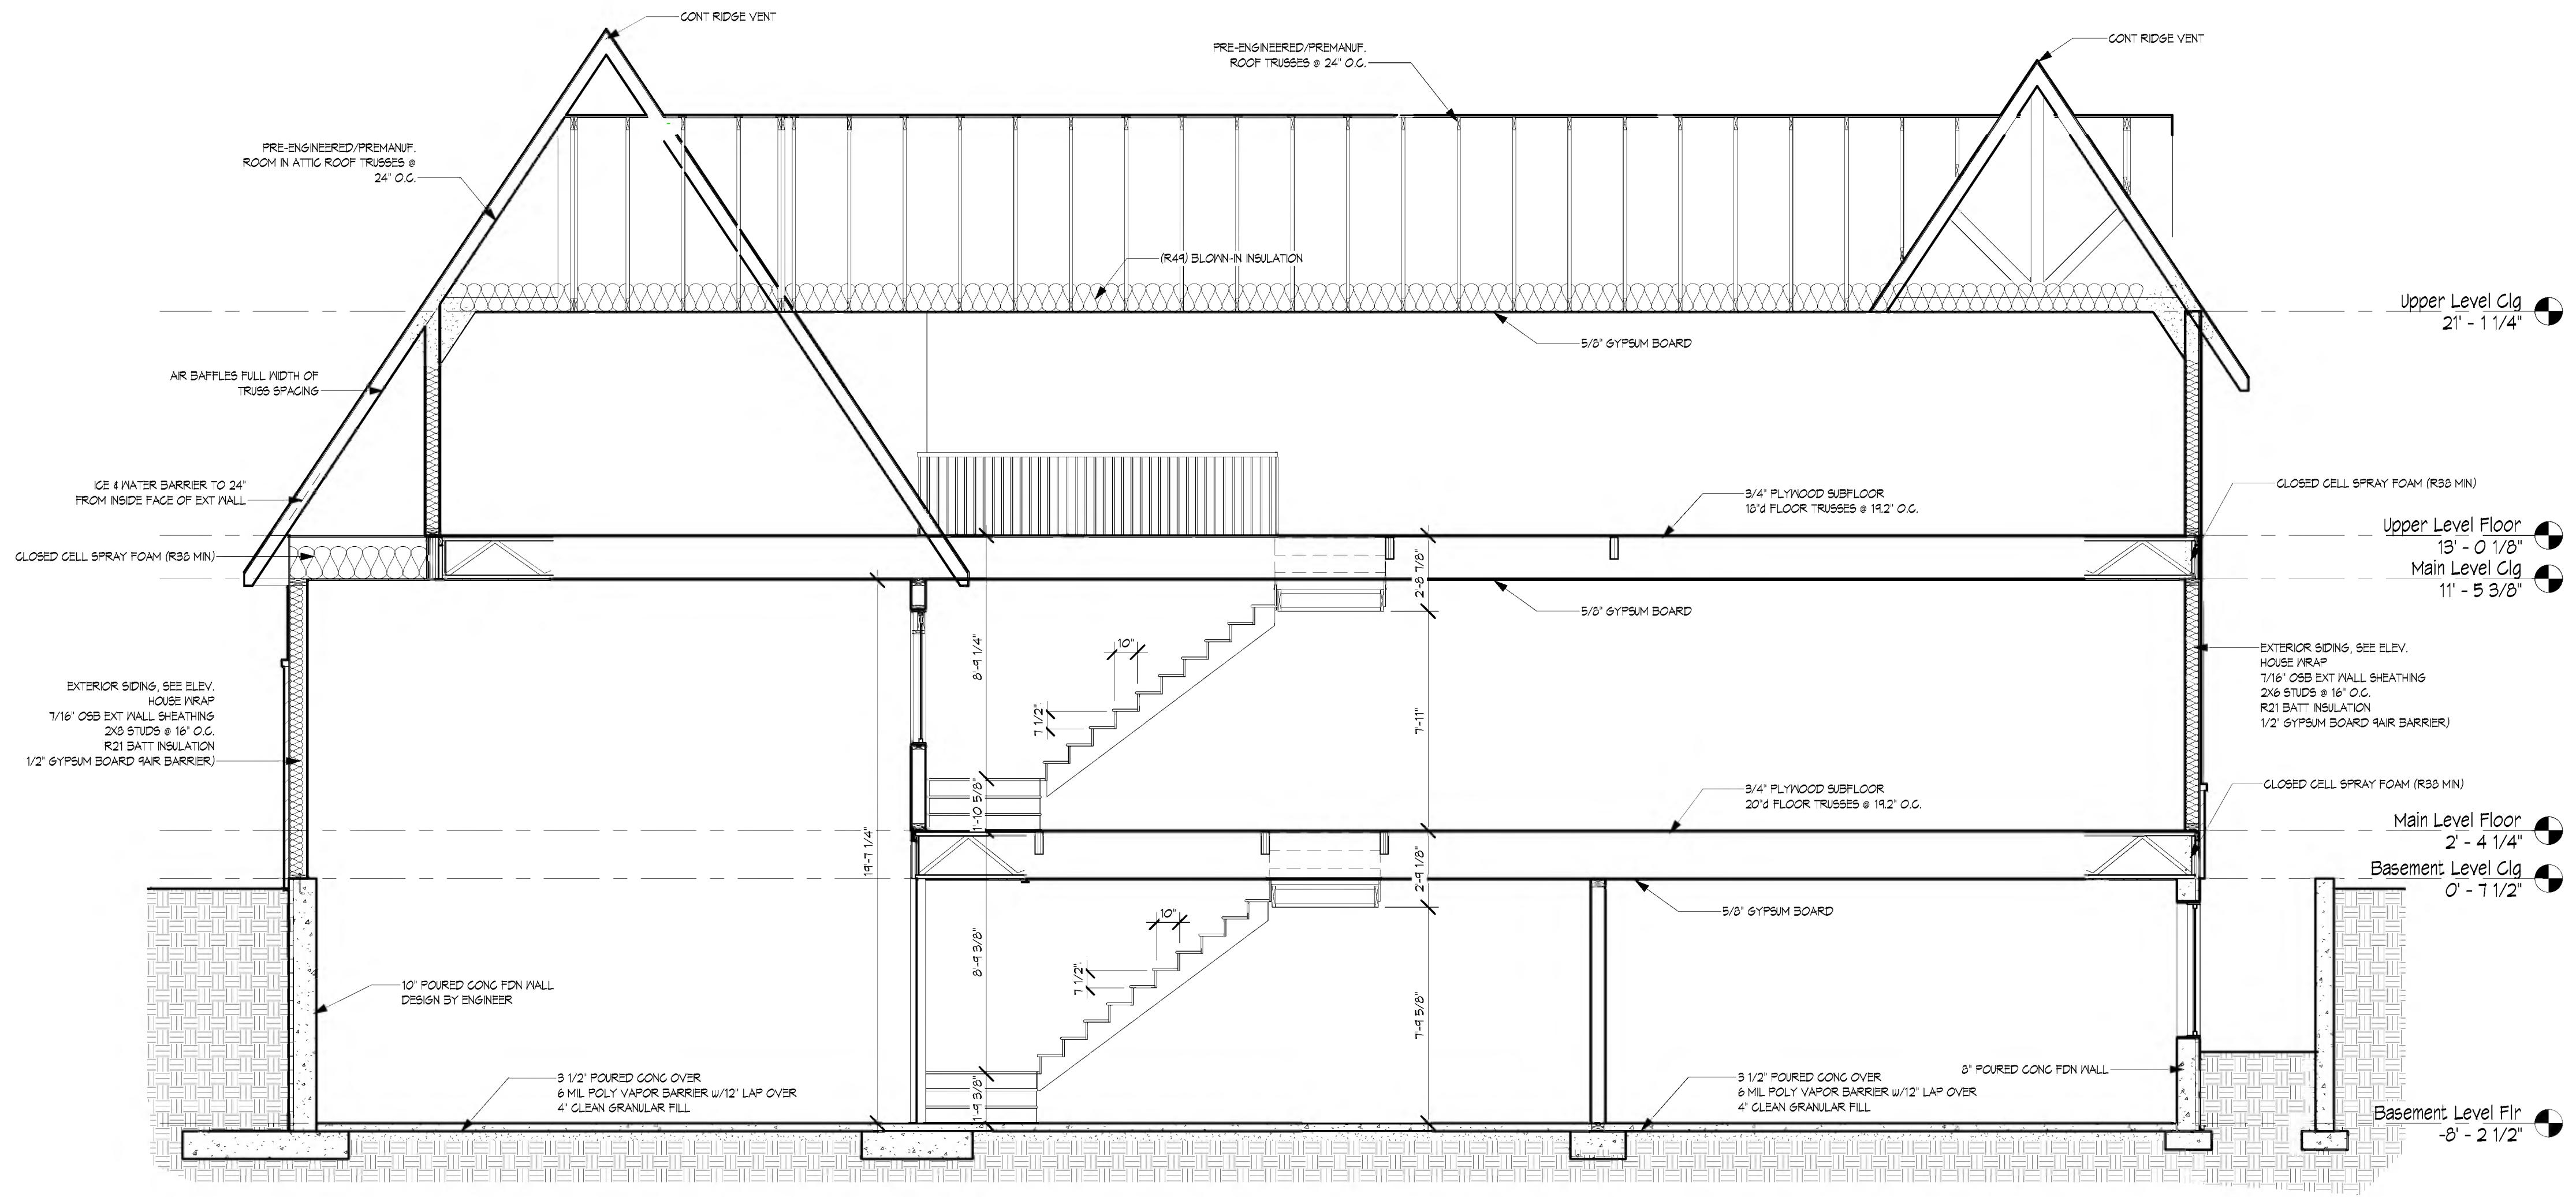 CONT RIDGE VENT
PRE-ENGINEERED/PREMANUF.
ROOF TRUSSES @ 24" O.C.
CONT RIDGE VENT
PRE-ENGINEERED/PREMANUF.
ROOM IN ATTIC ROOF TRUSSES @
24" O.C.
(R49) BLOWN-IN INSULATION
Upper Level Clg
21' - 1 1/4"
5/8" GYPSUM BOARD
AIR BAFFLES FULL WIDTH OF
TRUSS SPACING
ICE & WATER BARRIER TO 24"
FROM INSIDE FACE OF EXT WALL
3/4" PLYWOOD SUBFLOOR
18"d FLOOR TRUSSES @ 19.2" O.C.
CLOSED CELL SPRAY FOAM (R38 MIN)
CLOSED CELL SPRAY FOAM (R38 MIN)
Upper Level Floor
13' - 0 1/8"
Main Level Clg
11' - 5 3/8"
2'-8 7/8"
5/8" GYPSUM BOARD
8'-9 1/4"
10"
7 1/2"
7'-11"
EXTERIOR SIDING, SEE ELEV.
HOUSE WRAP
7/16" OSB EXT WALL SHEATHING
2X8 STUDS @ 16" O.C.
R21 BATT INSULATION
1/2" GYPSUM BOARD 9AIR BARRIER)
EXTERIOR SIDING, SEE ELEV.
HOUSE WRAP
7/16" OSB EXT WALL SHEATHING
2X6 STUDS @ 16" O.C.
R21 BATT INSULATION
1/2" GYPSUM BOARD 9AIR BARRIER)
1'-10 5/8"
3/4" PLYWOOD SUBFLOOR
20"d FLOOR TRUSSES @ 19.2" O.C.
CLOSED CELL SPRAY FOAM (R38 MIN)
Main Level Floor
2' - 4 1/4"
Basement Level Clg
0' - 7 1/2"
19'-7 1/4"
2'-9 1/8"
5/8" GYPSUM BOARD
8'-9 3/8"
10"
7 1/2"
7'-9 5/8"
10" POURED CONC FDN WALL
DESIGN BY ENGINEER
1'-9 3/8"
3 1/2" POURED CONC OVER
6 MIL POLY VAPOR BARRIER w/12" LAP OVER
4" CLEAN GRANULAR FILL
3 1/2" POURED CONC OVER
6 MIL POLY VAPOR BARRIER w/12" LAP OVER
4" CLEAN GRANULAR FILL
8" POURED CONC FDN WALL
Basement Level Flr
-8' - 2 1/2"